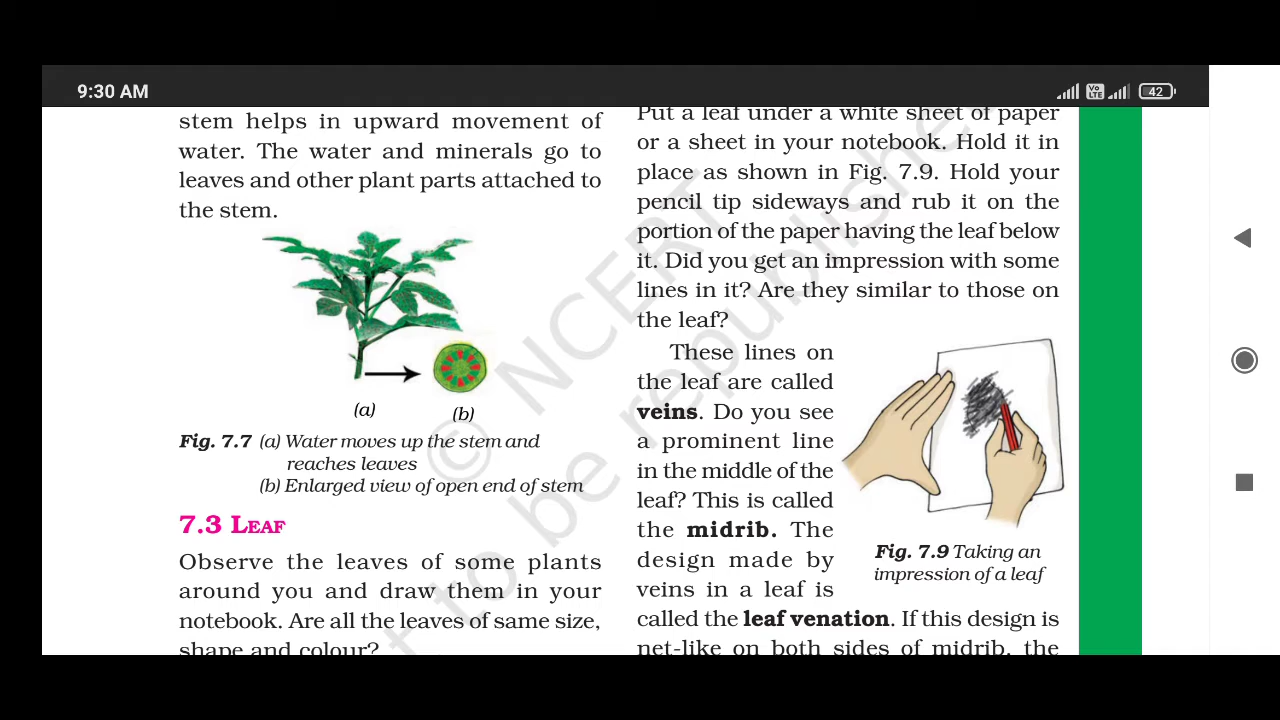 9:30 AM
Vo LTE
42
stem helps in upward movement of
water. The water and minerals go to
leaves and other plant parts attached to
the stem.
(a)
(b)
Fig. 7.7 (a) Water moves up the stem and
reaches leaves
(b) Enlarged view of open end of stem
7.3 LEAF
Observe the leaves of some plants
around you and draw them in your
notebook. Are all the leaves of same size,
shape and colour?
Put a leaf under a white sheet of paper
or a sheet in your notebook. Hold it in
place as shown in Fig. 7.9. Hold your
pencil tip sideways and rub it on the
portion of the paper having the leaf below
it. Did you get an impression with some
lines in it? Are they similar to those on
the leaf?
These lines on
the leaf are called
veins. Do you see
a prominent line
in the middle of the
leaf? This is called
the midrib. The
design made by
veins in a leaf is
called the leaf venation. If this design is
net-like on both sides of midrib, the
Fig. 7.9 Taking an
impression of a leaf
© NCERT
to be republishe